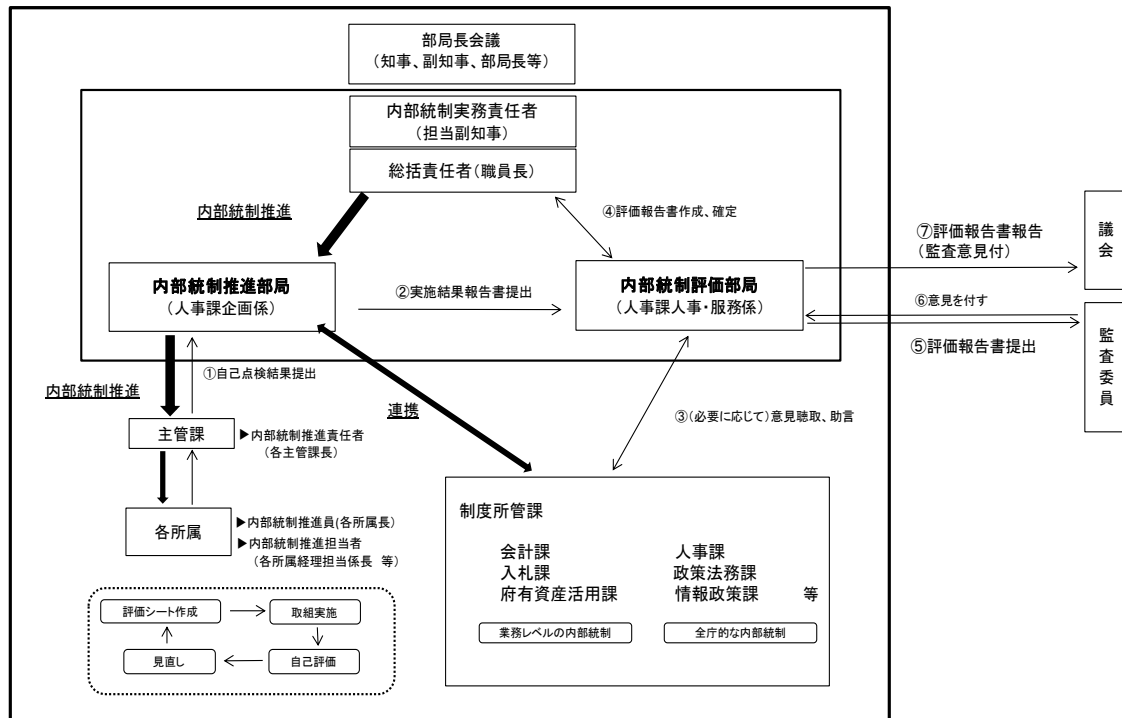 部局長会議
（知事、副知事、部局長等）
内部統制実務責任者
（担当副知事）
総括責任者（職員長）
内部統制推進
④評価報告書作成、確定
内部統制推進部局
（人事課企画係）
②実施結果報告書提出
内部統制評価部局
（人事課人事・服務係）
⑦評価報告書報告
（監査意見付）
議会
⑥意見を付す
⑤評価報告書提出
監査委員
①自己点検結果提出
内部統制推進
連携
③（必要に応じて）意見聴取、助言
主管課
▶内部統制推進責任者
（各主管課長）
各所属
▶内部統制推進員(各所属長)
▶内部統制推進担当者
（各所属経理担当係長 等）
制度所管課
会計課 人事課
入札課 政策法務課
府有資産活用課 情報政策課 等
業務レベルの内部統制 全庁的な内部統制
評価シート作成 取組実施
見直し 自己評価